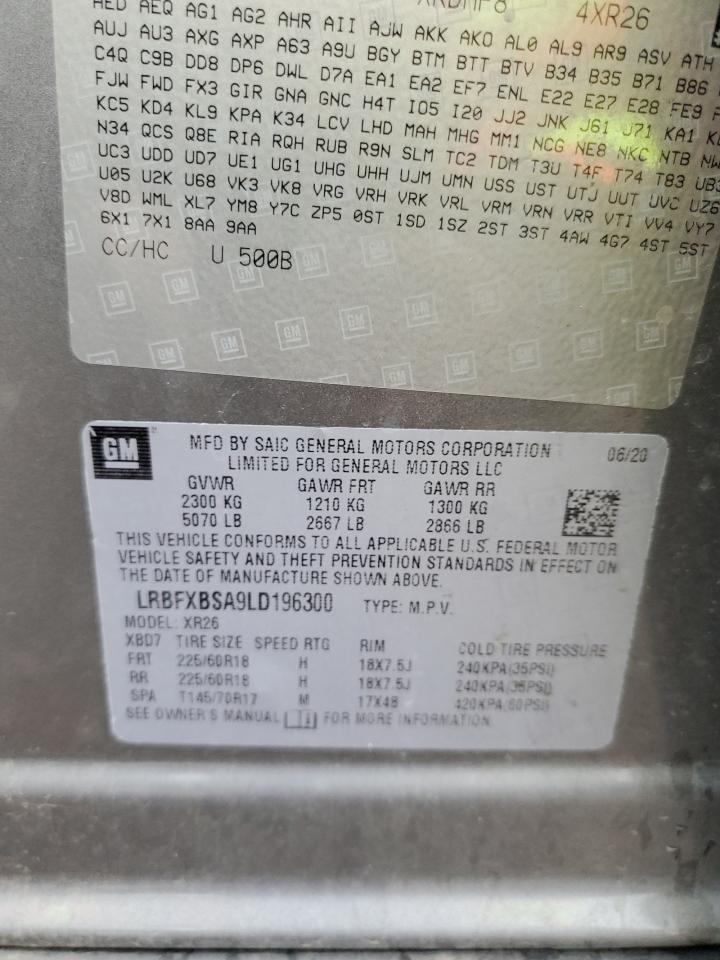 4XR26
AED AEQ AG1 AG2 AHR AII AJW AKK AKO AL0 AL9 AR9 ASV ATH
AUJ AU3 AXG AXP A63 A9U BGY BTM BTT BTV B34 B35 B71 B86
C4Q C9B DD8 DP6 DWL D7A EA1 EA2 EF7 ENL E22 E27 E28 FE9
FJW FWD FX3 GIR GNA GNC H4T IO5 I20 JJ2 JNK J61 J71 KA1
KC5 KD4 KL9 KPA K34 LCV LHD MAH MHG MM1 NCG NE8 NKC NTB
N34 QCS Q8E RIA RQH RUB R9N SLM TC2 TDM T3U T4F T74 T83 UB3
UC3 UDD UD7 UE1 UG1 UHG UHH UJM UMN USS UST UTJ UUT UVC UZ6
U05 U2K U68 VK3 VK8 VRG VRH VRK VRL VRM VRN VRR VTI VV4 VY7
V8D WML XL7 YM8 Y7C ZP5 0ST 1SD 1SZ 2ST 3ST 4AW 4G7 4ST 5ST
6X1 7X1 8AA 9AA
CC/HC U 500B
GM
MFD BY SAIC GENERAL MOTORS CORPORATION 06/20
LIMITED FOR GENERAL MOTORS LLC
GVWR GAWR FRT GAWR RR
2300 KG 1210 KG 1300 KG
5070 LB 2667 LB 2866 LB
THIS VEHICLE CONFORMS TO ALL APPLICABLE U.S. FEDERAL MOTOR
VEHICLE SAFETY AND THEFT PREVENTION STANDARDS IN EFFECT ON
THE DATE OF MANUFACTURE SHOWN ABOVE.
LRBFXBSA9LD196300 TYPE: M.P.V.
MODEL: XR26
XBD7 TIRE SIZE SPEED RTG RIM COLD TIRE PRESSURE
FRT 225/60R18 H 18X7.5J 240KPA(35PSI)
RR 225/60R18 H 18X7.5J 240KPA(35PSI)
SPA T145/70R17 M 17X4B 420KPA(60PSI)
SEE OWNER'S MANUAL FOR MORE INFORMATION